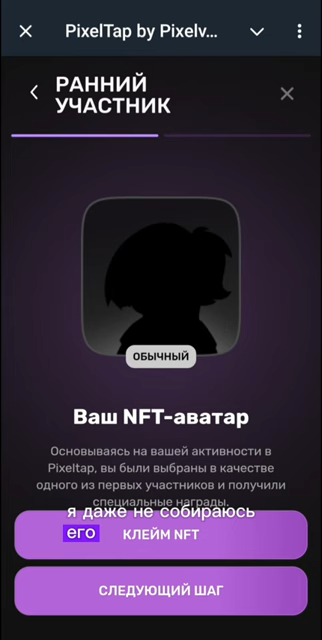 PixelTap by Pixelv...
РАННИЙ
УЧАСТНИК
ОБЫЧНЫЙ
Ваш NFT-аватар
Основываясь на вашей активности в
Pixeltap, вы были выбраны в качестве
одного из первых участников и получили
специальные награды.
я даже не собираюсь
его
КЛЕЙМ NFT
СЛЕДУЮЩИЙ ШАГ